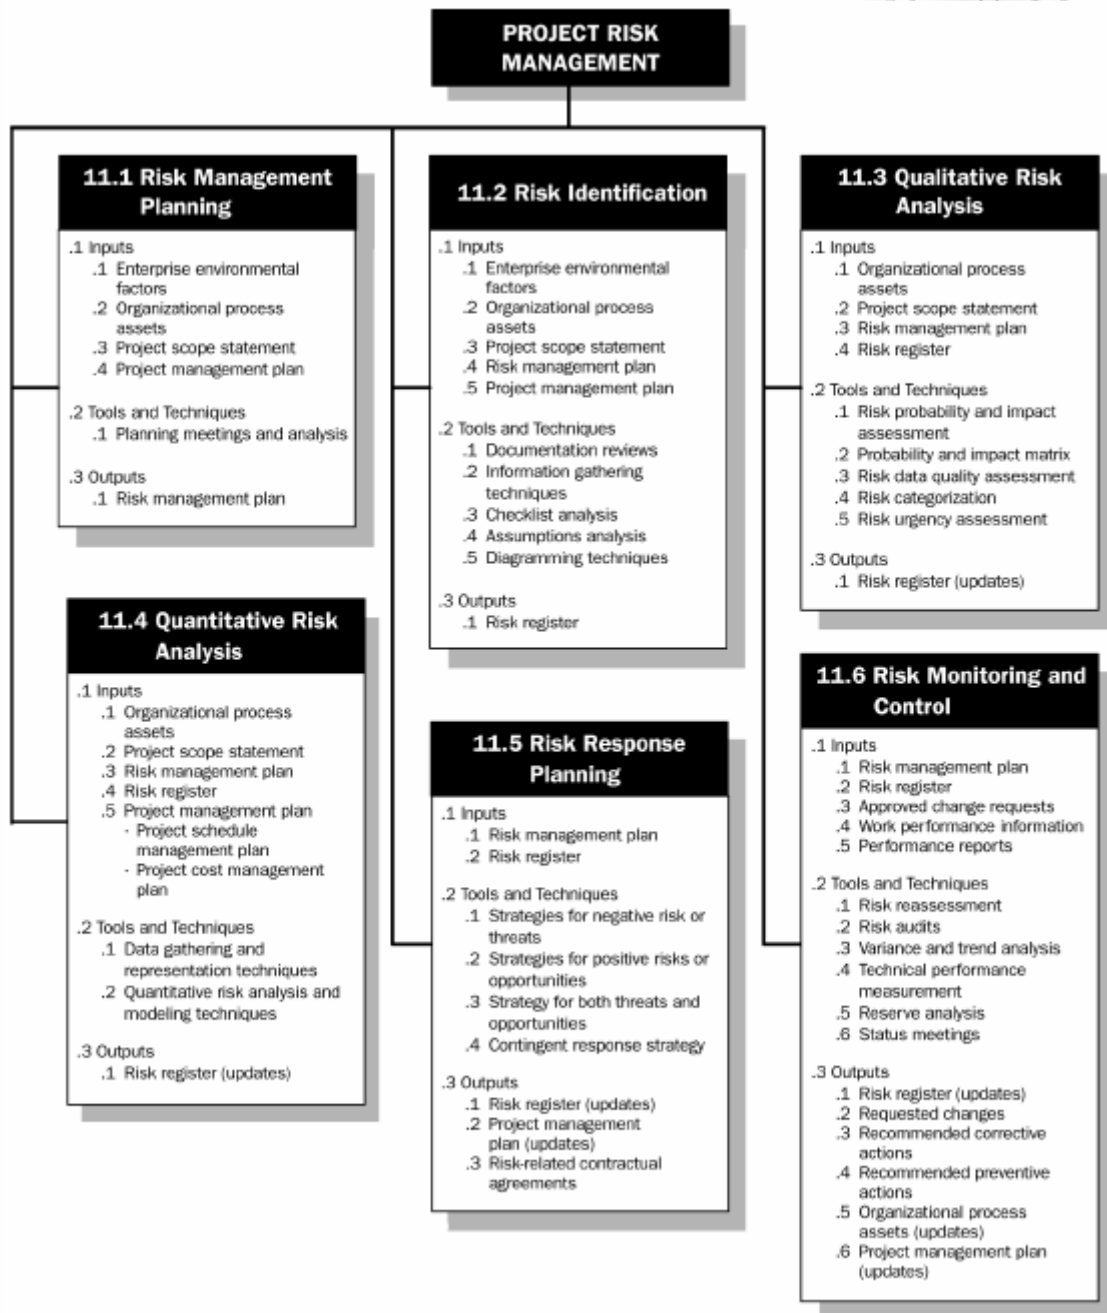 PROJECT RISK
MANAGEMENT
11.1 Risk Management
Planning
.1 Inputs
.1 Enterprise environmental
factors
.2 Organizational process
assets
.3 Project scope statement
.4 Project management plan
.2 Tools and Techniques
.1 Planning meetings and analysis
.3 Outputs
.1 Risk management plan
11.2 Risk Identification
.1 Inputs
.1 Enterprise environmental
factors
.2 Organizational process
assets
.3 Project scope statement
.4 Risk management plan
.5 Project management plan
.2 Tools and Techniques
.1 Documentation reviews
.2 Information gathering
techniques
.3 Checklist analysis
.4 Assumptions analysis
.5 Diagramming techniques
.3 Outputs
.1 Risk register
11.3 Qualitative Risk
Analysis
.1 Inputs
.1 Organizational process
assets
.2 Project scope statement
.3 Risk management plan
.4 Risk register
.2 Tools and Techniques
.1 Risk probability and impact
assessment
.2 Probability and impact matrix
.3 Risk data quality assessment
.4 Risk categorization
.5 Risk urgency assessment
.3 Outputs
.1 Risk register (updates)
11.4 Quantitative Risk
Analysis
.1 Inputs
.1 Organizational process
assets
.2 Project scope statement
.3 Risk management plan
.4 Risk register
.5 Project management plan
· Project schedule
management plan
· Project cost management
plan
.2 Tools and Techniques
.1 Data gathering and
representation techniques
.2 Quantitative risk analysis and
modeling techniques
.3 Outputs
.1 Risk register (updates)
11.5 Risk Response
Planning
.1 Inputs
.1 Risk management plan
.2 Risk register
.2 Tools and Techniques
.1 Strategies for negative risk or
threats
.2 Strategies for positive risks or
opportunities
.3 Strategy for both threats and
opportunities
.4 Contingent response strategy
.3 Outputs
.1 Risk register (updates)
.2 Project management
plan (updates)
.3 Risk-related contractual
agreements
11.6 Risk Monitoring and
Control
.1 Inputs
.1 Risk management plan
.2 Risk register
.3 Approved change requests
.4 Work performance information
.5 Performance reports
.2 Tools and Techniques
.1 Risk reassessment
.2 Risk audits
.3 Variance and trend analysis
.4 Technical performance
measurement
.5 Reserve analysis
.6 Status meetings
.3 Outputs
.1 Risk register (updates)
.2 Requested changes
.3 Recommended corrective
actions
.4 Recommended preventive
actions
.5 Organizational process
assets (updates)
.6 Project management plan
(updates)